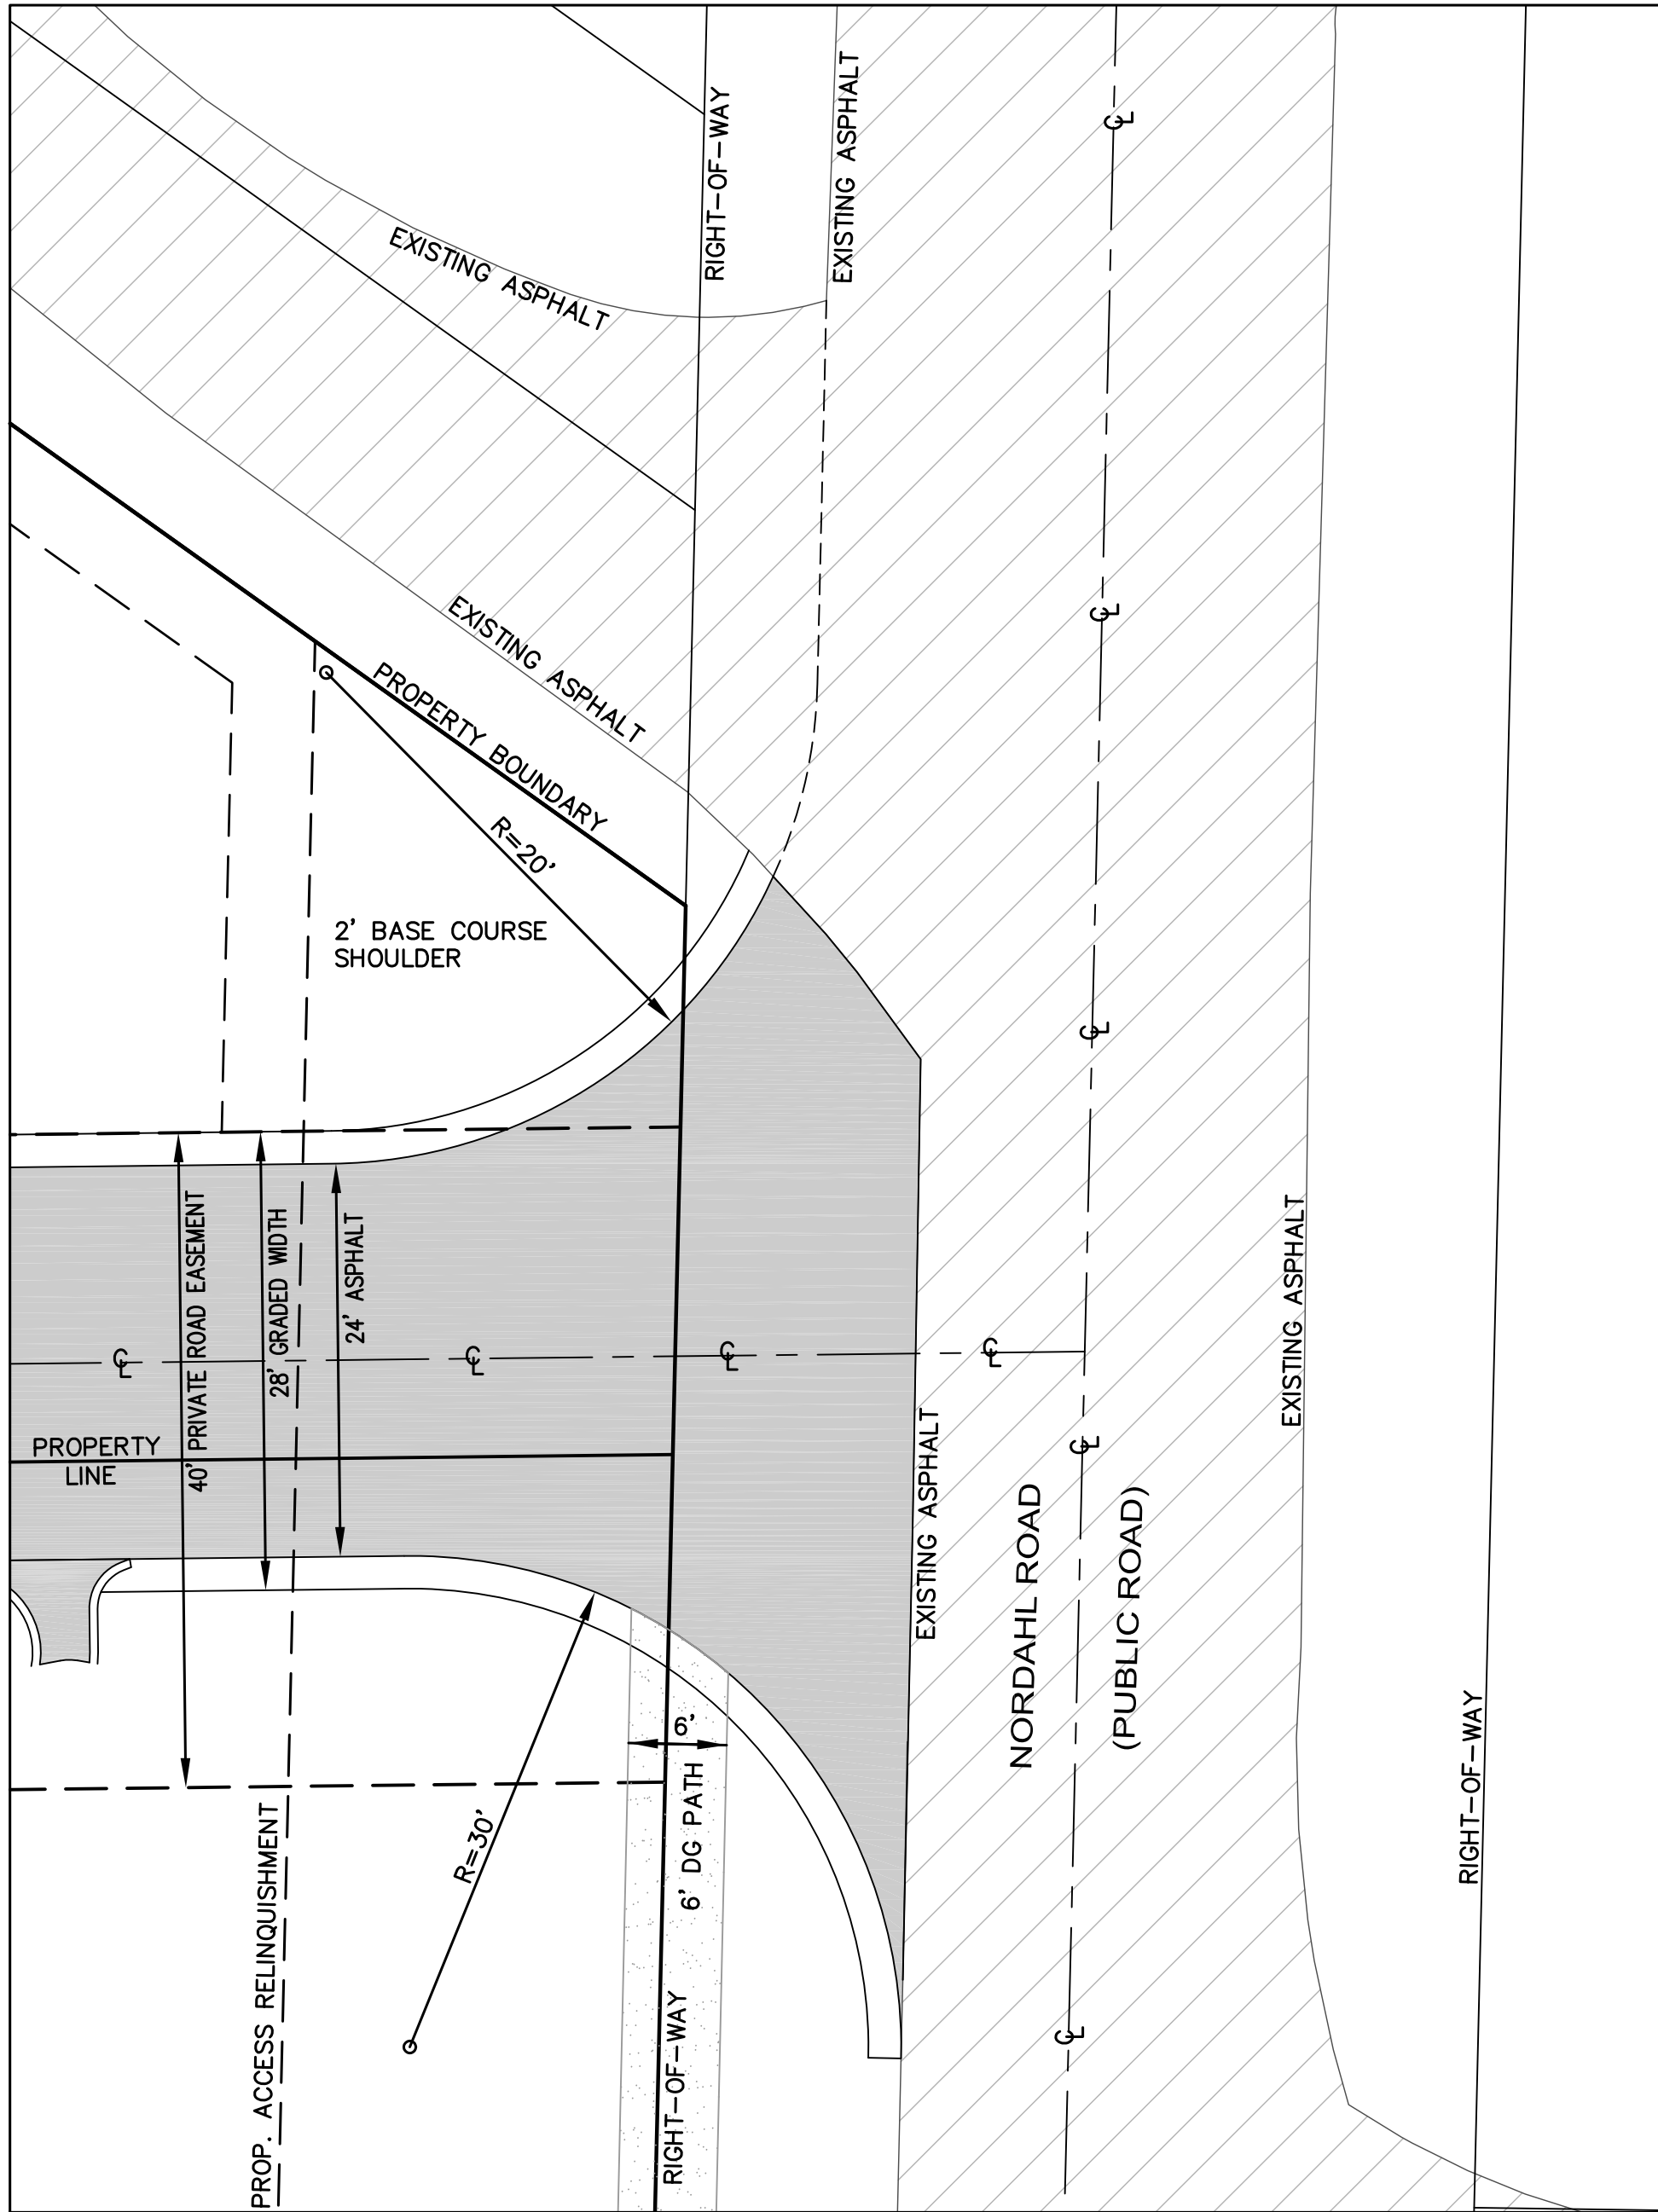 RIGHT-OF-WAY
EXISTING ASPHALT
℄
EXISTING ASPHALT
℄
EXISTING ASPHALT
PROPERTY BOUNDARY
R=20'
2' BASE COURSE
SHOULDER
℄
40' PRIVATE ROAD EASEMENT
28' GRADED WIDTH
24' ASPHALT
EXISTING ASPHALT
℄
℄
℄
℄
PROPERTY
LINE
EXISTING ASPHALT
℄
NORDAHL ROAD
(PUBLIC ROAD)
6'
6' DG PATH
R=30'
RIGHT-OF-WAY
PROP. ACCESS RELINQUISHMENT
RIGHT-OF-WAY
℄